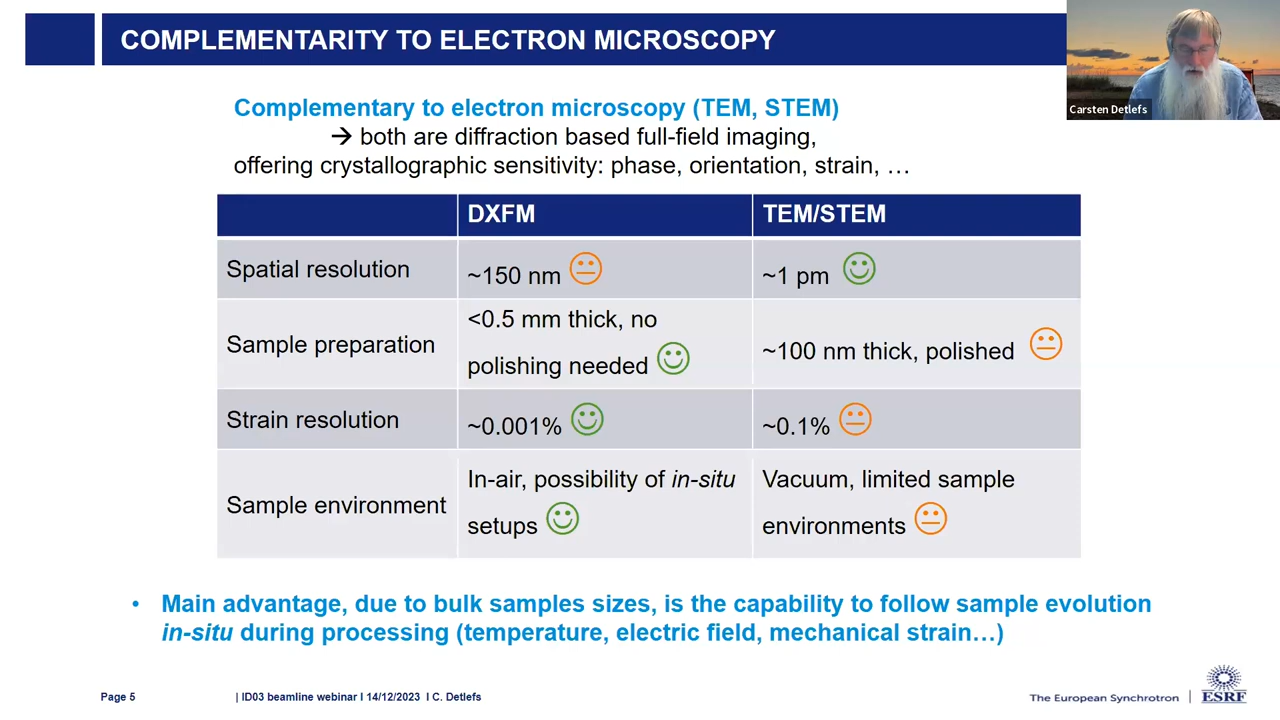 COMPLEMENTARITY TO ELECTRON MICROSCOPY
Carsten Detlefs
Complementary to electron microscopy (TEM, STEM)
→ both are diffraction based full-field imaging,
offering crystallographic sensitivity: phase, orientation, strain, …
DXFM
TEM/STEM
Spatial resolution
~150 nm
~1 pm
Sample preparation
<0.5 mm thick, no
polishing needed
~100 nm thick, polished
Strain resolution
~0.001%
~0.1%
Sample environment
In-air, possibility of in-situ
setups
Vacuum, limited sample
environments
• Main advantage, due to bulk samples sizes, is the capability to follow sample evolution
in-situ during processing (temperature, electric field, mechanical strain…)
Page 5
| ID03 beamline webinar I 14/12/2023 I C. Detlefs
The European Synchrotron
ESRF